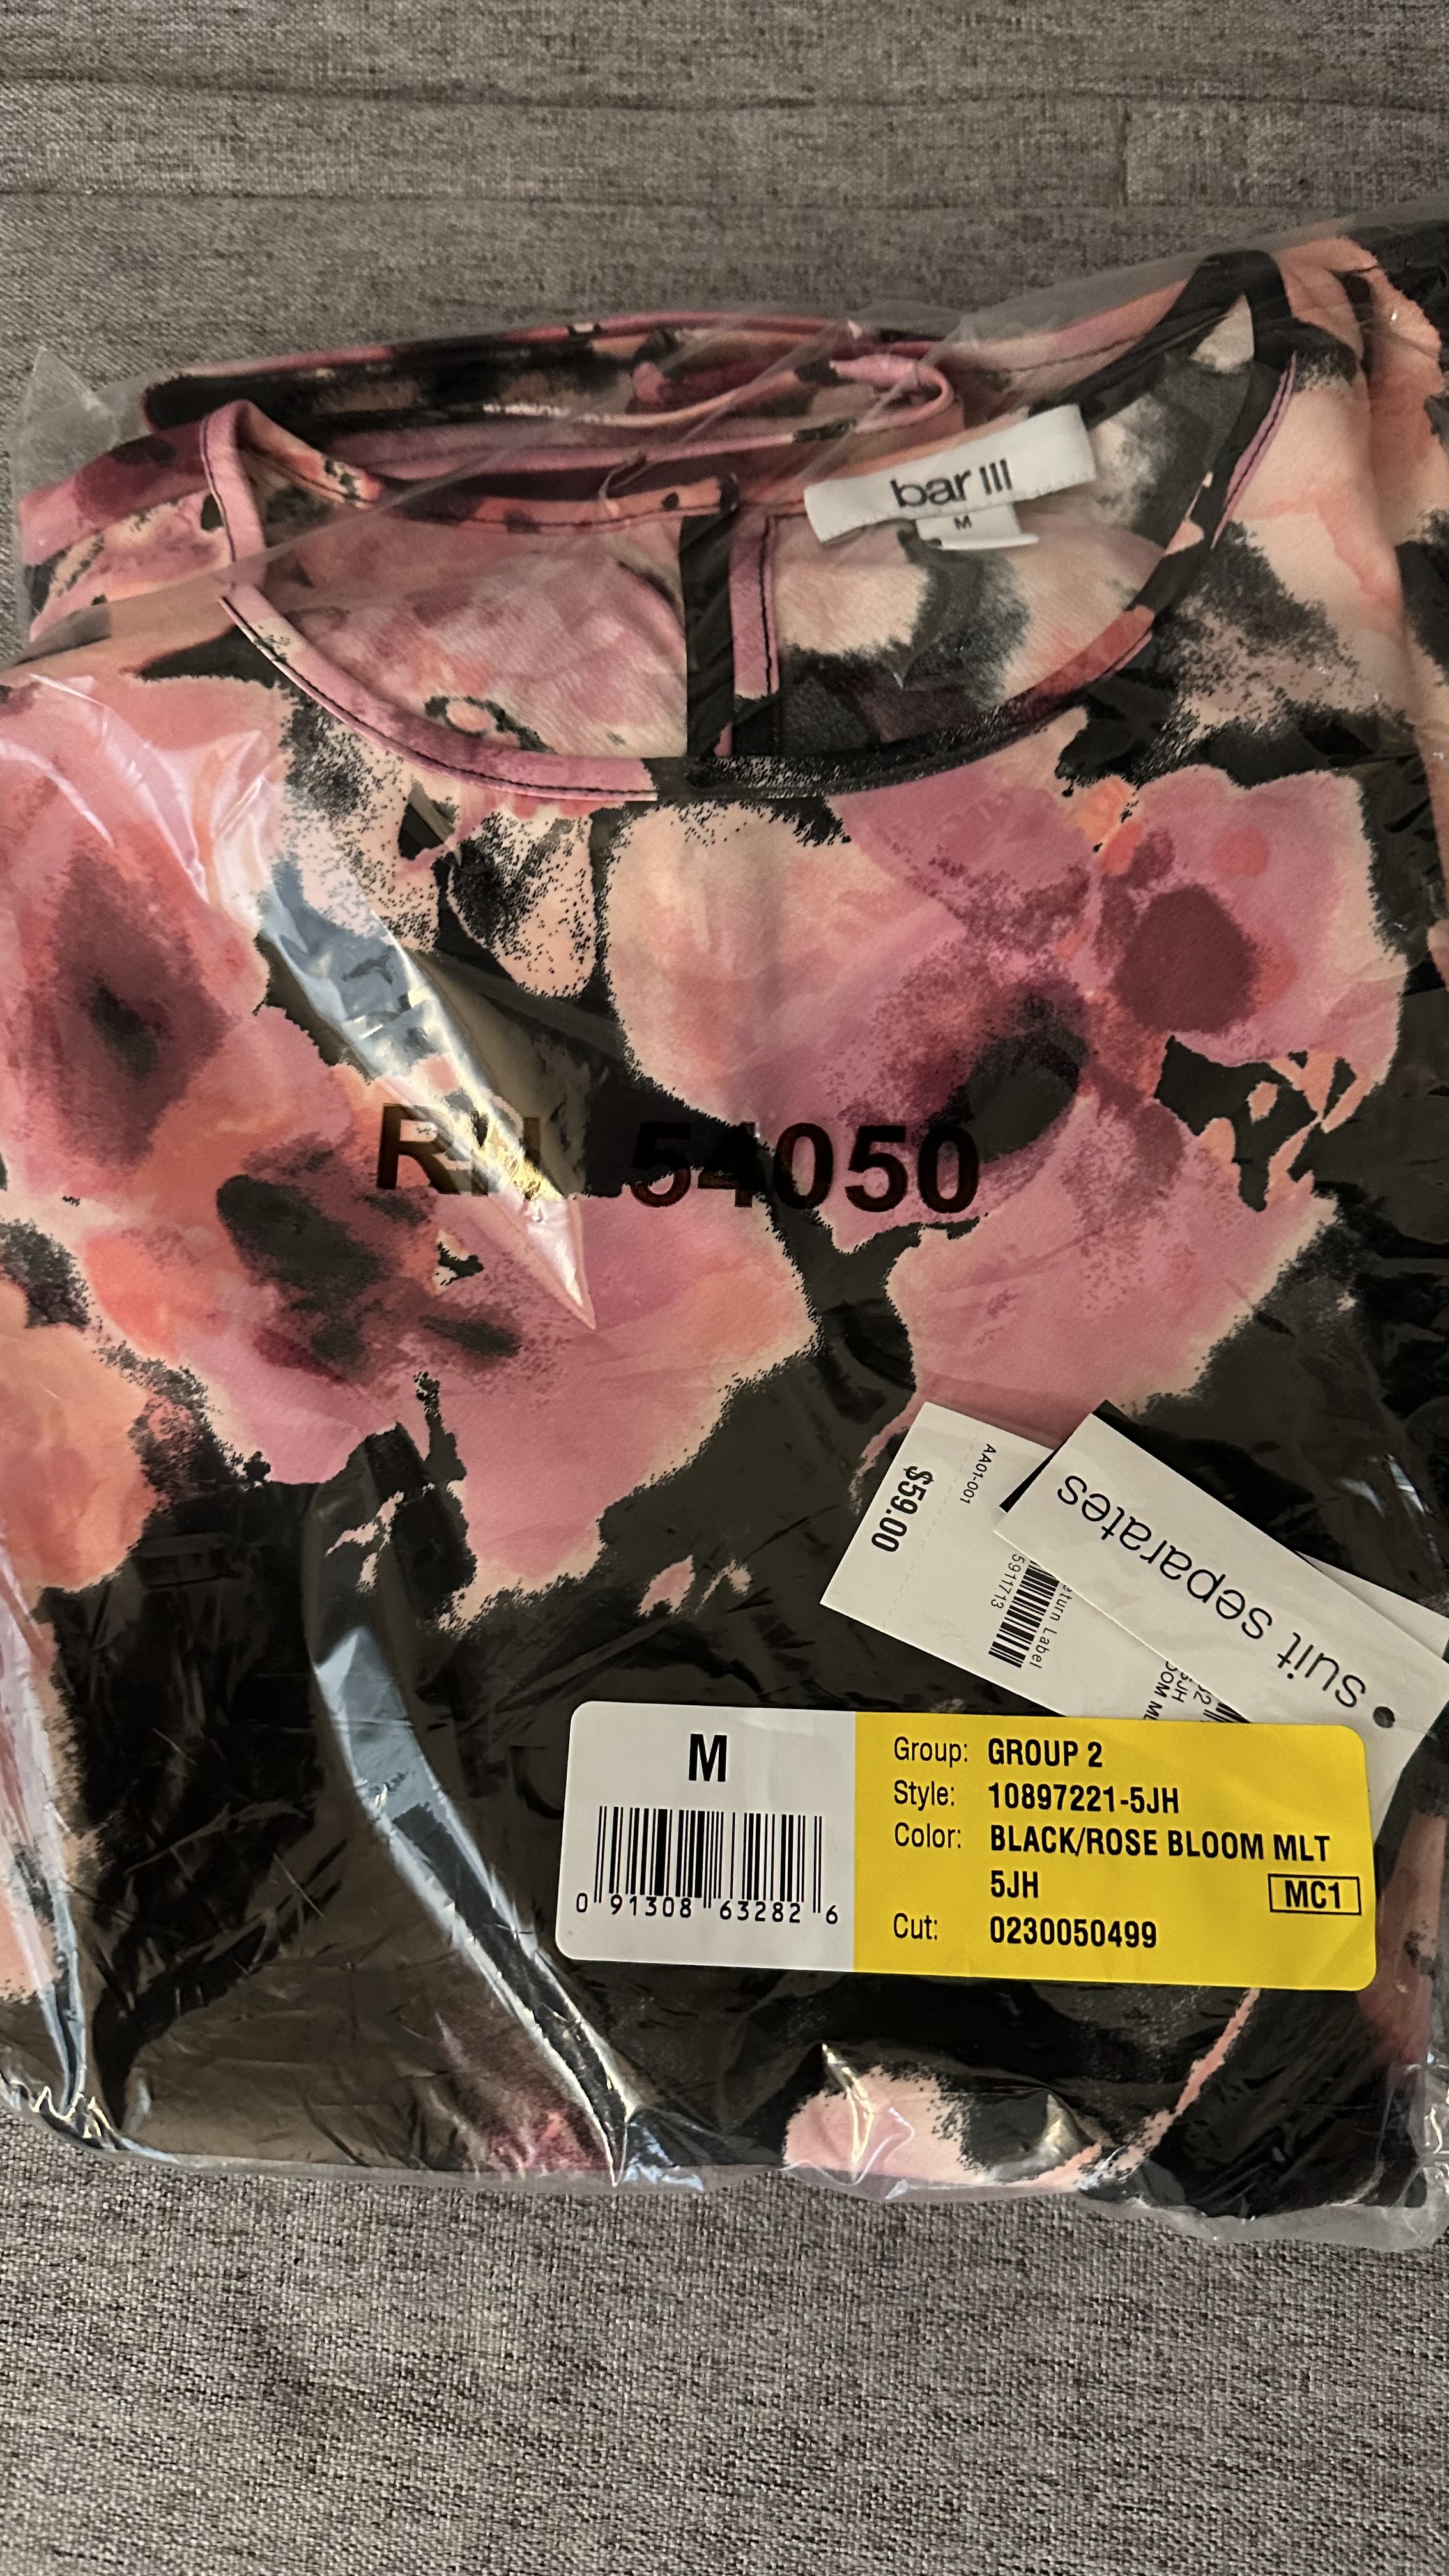 bar III
M
RN 54050
AA01-001
$59.00
5911713
Label
• suit separates
M
0 91308 63282 6
Group: GROUP 2
Style: 10897221-5JH
Color: BLACK/ROSE BLOOM MLT
5JH
MC1
Cut: 0230050499